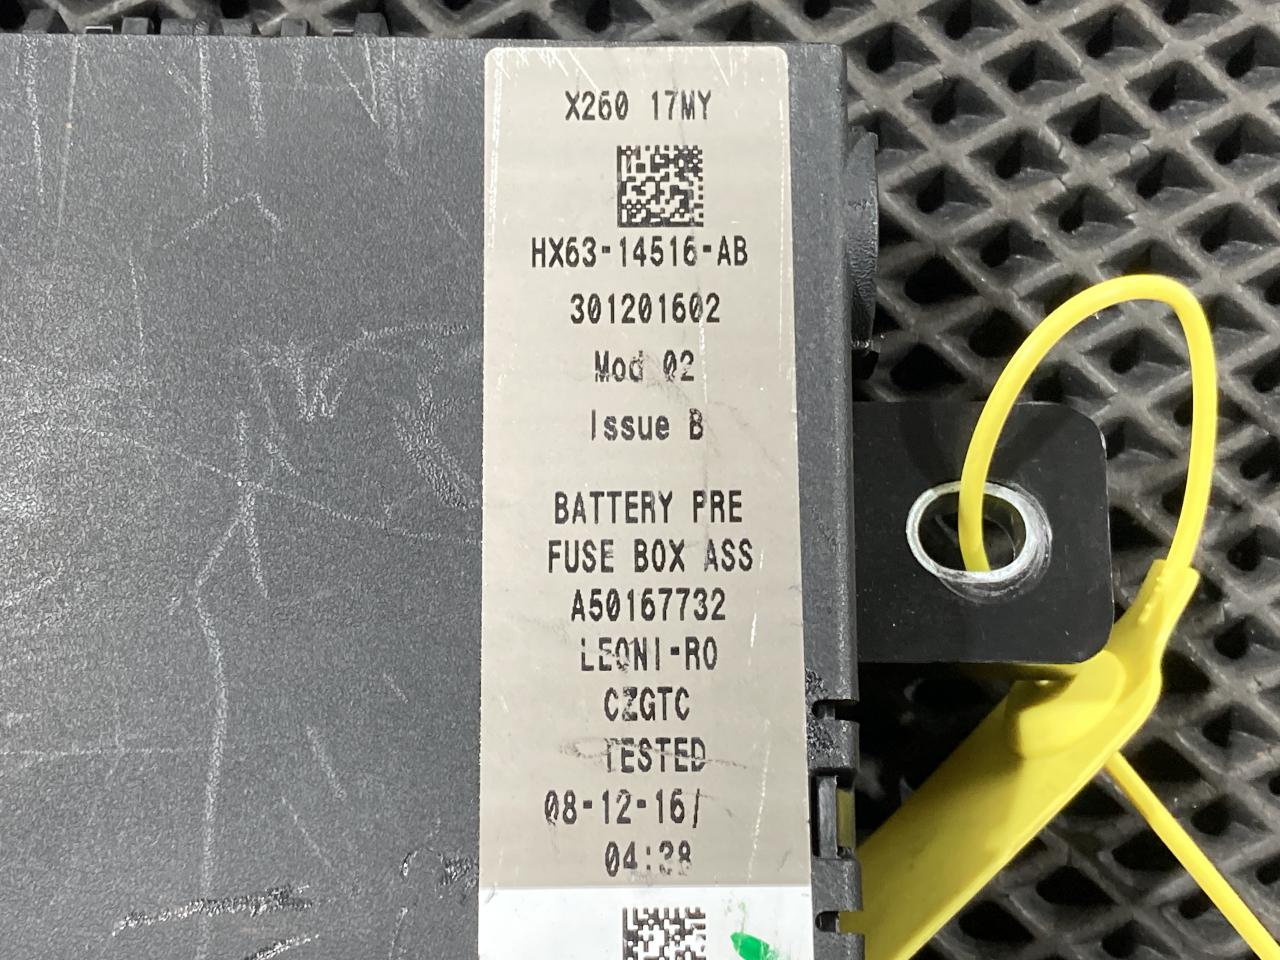 X260 17MY
HX63-14516-AB
301201602
Mod 02
Issue B
BATTERY PRE
FUSE BOX ASS
A50167732
LEONI-RO
CZGTC
TESTED
08-12-16/
04:38